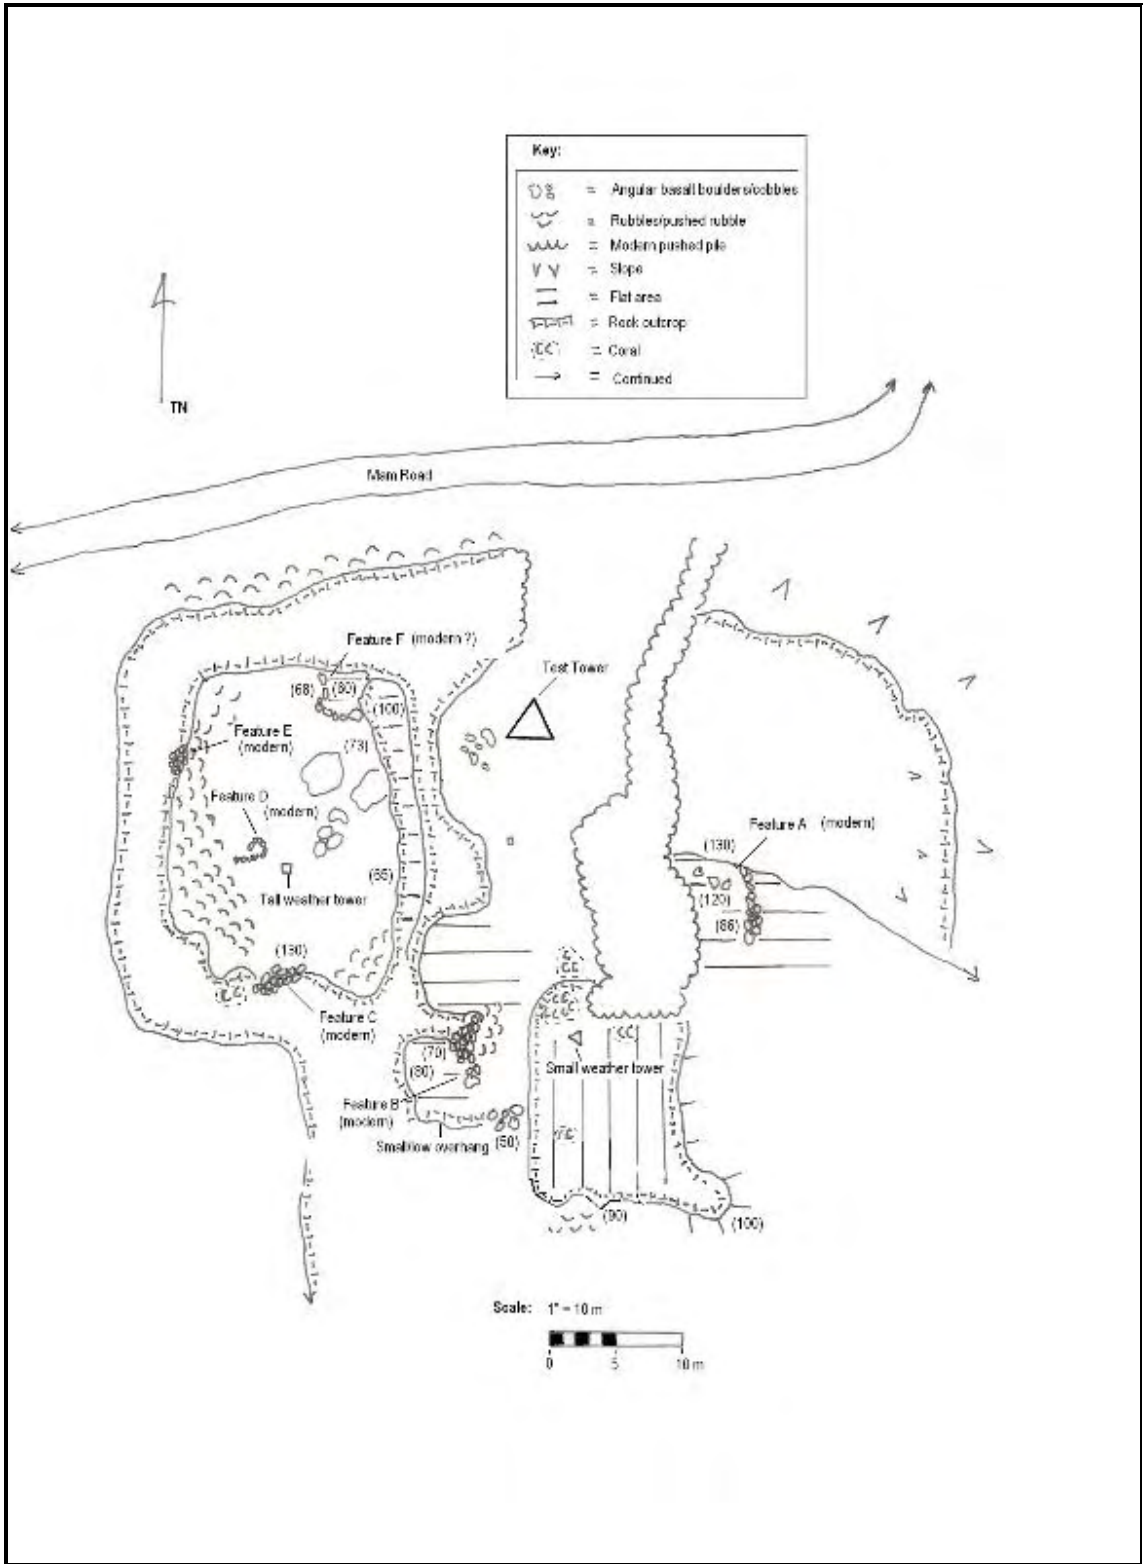 Key:
= Angular basalt boulders/cobbles
= Rubbles/pushed rubble
= Modern pushed pile
= Slope
= Flat area
= Rock outcrop
= Coral
= Continued
TN
Main Road
Feature F (modern ?)
Test Tower
(68)
(60)
(100)
Feature E
(modern)
(73)
Feature D
(modern)
Feature A (modern)
(130)
(65)
Tall weather tower
(120)
(86)
(130)
Feature C
(modern)
(70)
Small weather tower
(80)
Feature B
(modern)
Small/low overhang
(50)
(90)
(100)
Scale: 1" = 10 m
0 5 10 m